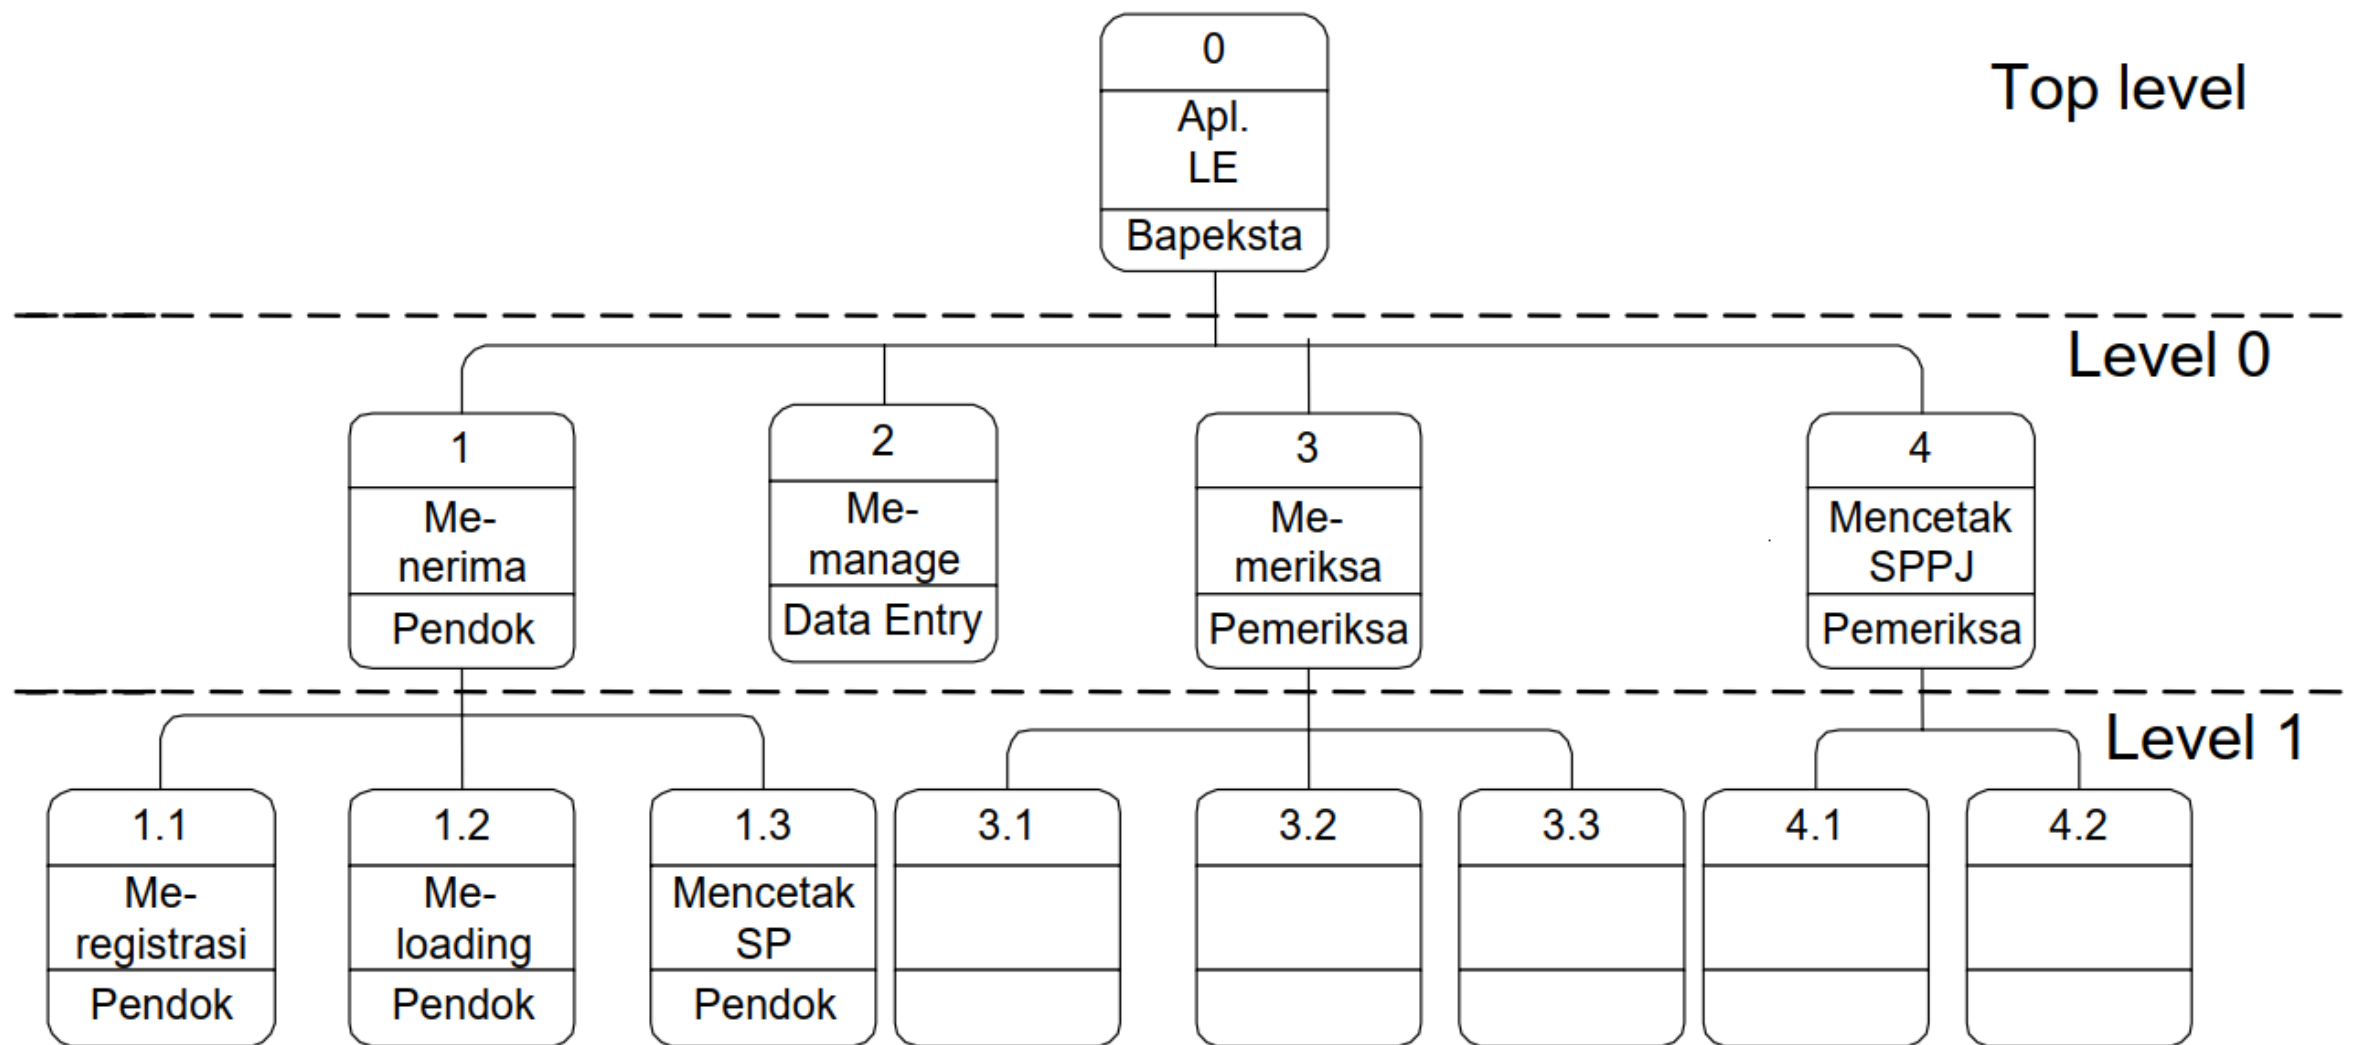 0
Apl.
LE
Bapeksta
Top level
Level 0
1
Me-
nerima
Pendok
2
Me-
manage
Data Entry
3
Me-
meriksa
Pemeriksa
4
Mencetak
SPPJ
Pemeriksa
Level 1
1.1
Me-
registrasi
Pendok
1.2
Me-
loading
Pendok
1.3
Mencetak
SP
Pendok
3.1
3.2
3.3
4.1
4.2